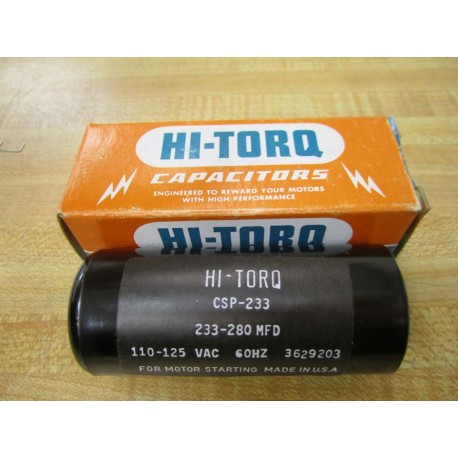 HI-TORQ
CAPACITORS
ENGINEERED TO REWARD YOUR MOTORS
WITH HIGH PERFORMANCE
HI-TORQ
HI-TORQ
CSP-233
233-280 MFD
110-125 VAC 60HZ 3629203
FOR MOTOR STARTING MADE IN U.S.A